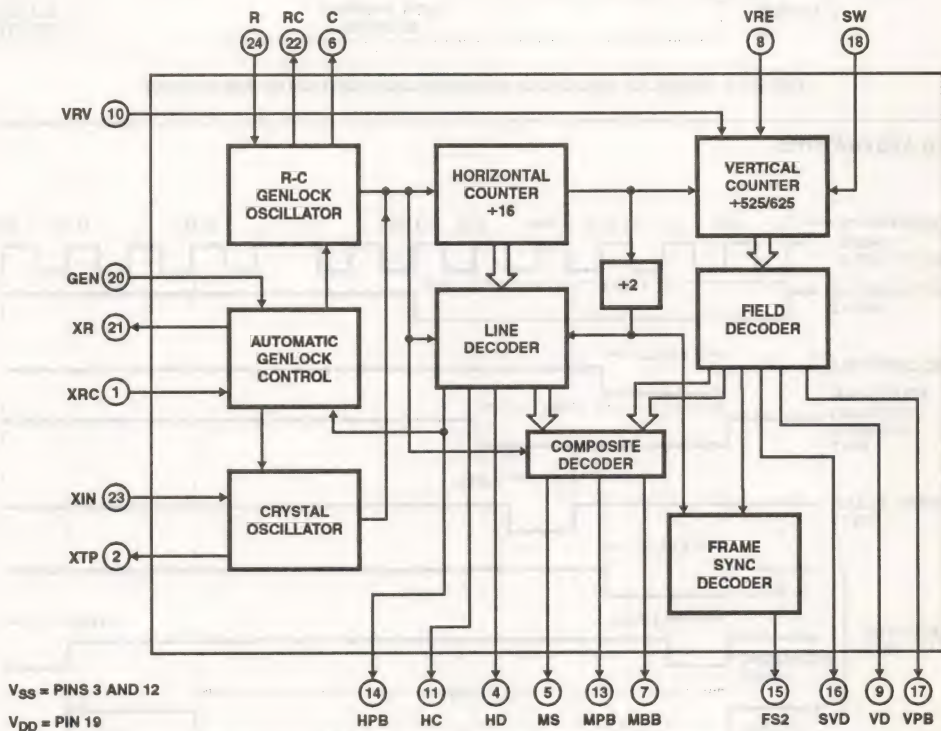 R RC C VRE SW
24 22 6 8 18
VRV 10
R-C
GENLOCK
OSCILLATOR
HORIZONTAL
COUNTER
÷16
VERTICAL
COUNTER
÷525/625
GEN 20
XR 21
XRC 1
AUTOMATIC
GENLOCK
CONTROL
LINE
DECODER
÷2
FIELD
DECODER
COMPOSITE
DECODER
XIN 23
XTP 2
CRYSTAL
OSCILLATOR
FRAME
SYNC
DECODER
VSS = PINS 3 AND 12
VDD = PIN 19
14 11 4 5 13 7 15 16 9 17
HPB HC HD MS MPB MBB FS2 SVD VD VPB